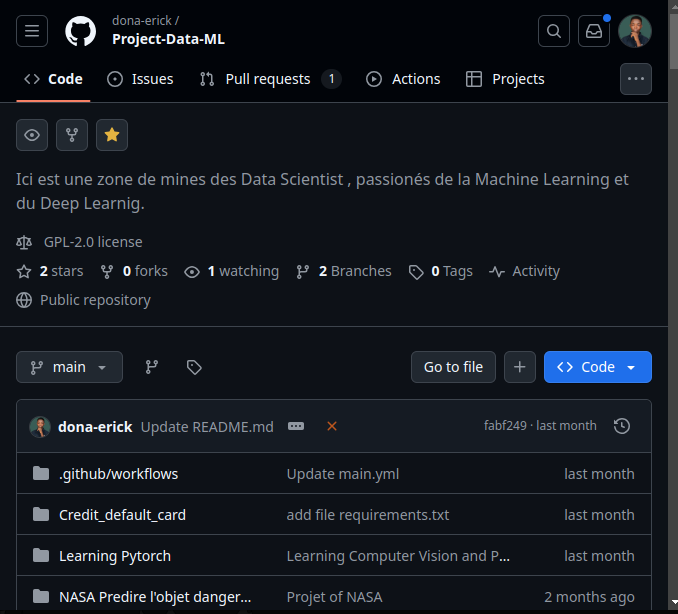 dona-erick /
Project-Data-ML
Code Issues Pull requests 1 Actions Projects
Ici est une zone de mines des Data Scientist , passionés de la Machine Learning et
du Deep Learnig.
GPL-2.0 license
2 stars 0 forks 1 watching 2 Branches 0 Tags Activity
Public repository
main Go to file Code
dona-erick Update README.md fabf249 · last month
.github/workflows Update main.yml last month
Credit_default_card add file requirements.txt last month
Learning Pytorch Learning Computer Vision and P... last month
NASA Predire l'objet danger... Projet of NASA 2 months ago